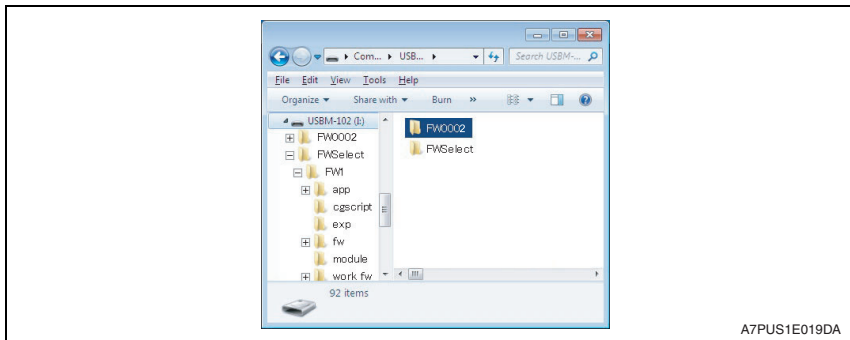 Com... USB...
Search USBM-...
File Edit View Tools Help
Organize Share with Burn »
USBM-102 (I:)
FW0002
FWSelect
FW1
app
cgscript
exp
fw
module
work fw
FW0002
FWSelect
92 items
A7PUS1E019DA